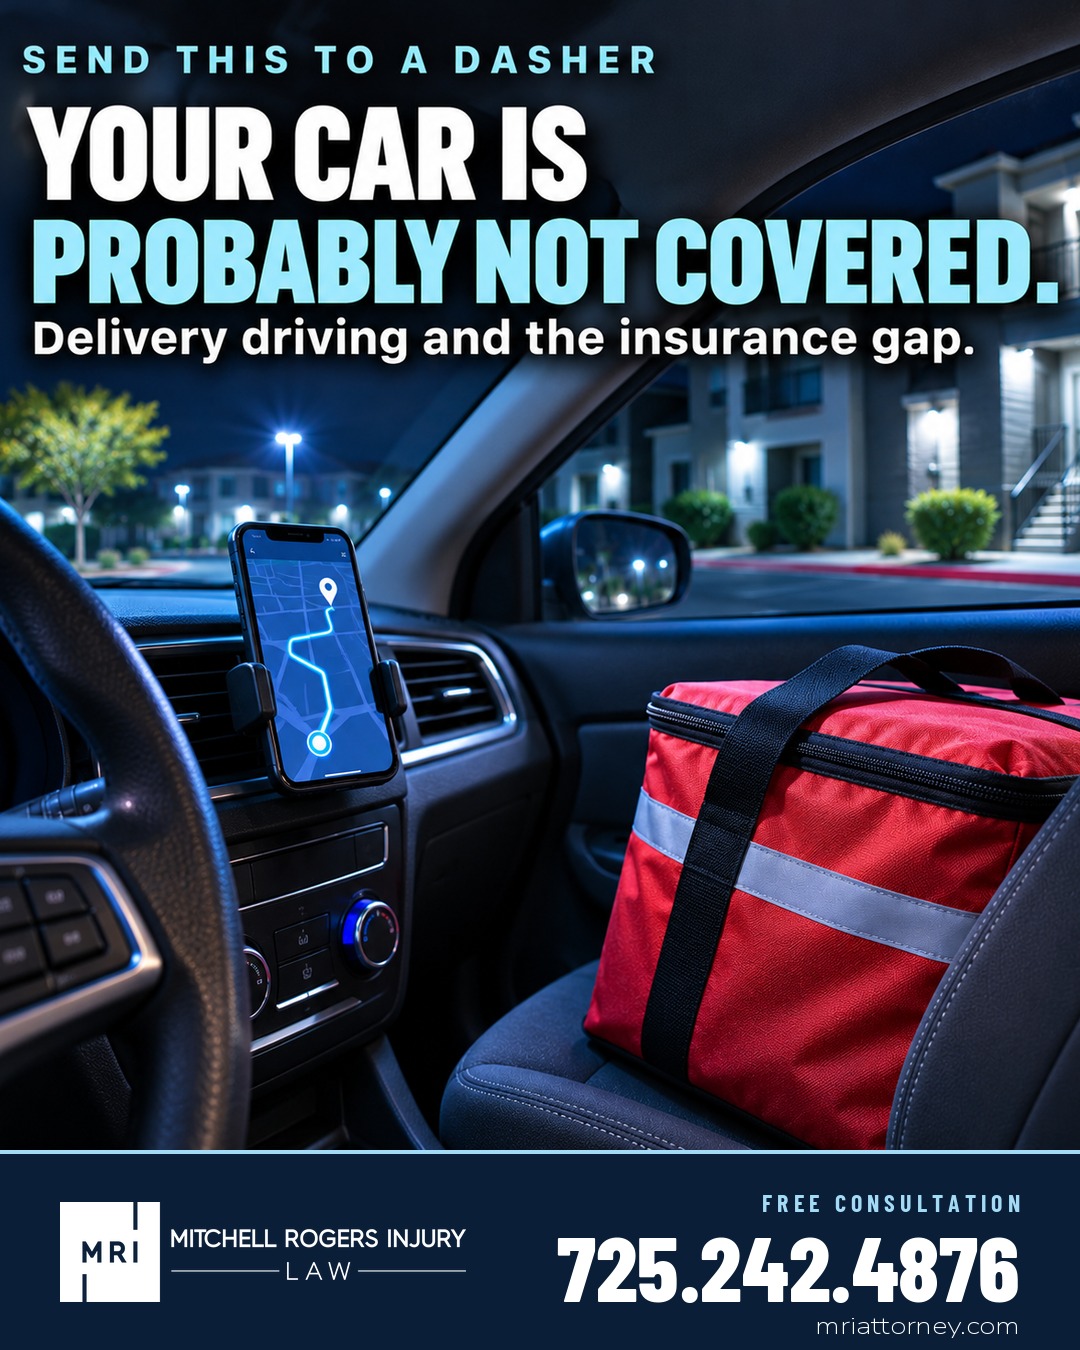 SEND THIS TO A DASHER
YOUR CAR IS
PROBABLY NOT COVERED.
Delivery driving and the insurance gap.
MRI
MITCHELL ROGERS INJURY
LAW
FREE CONSULTATION
725.242.4876
mriattorney.com